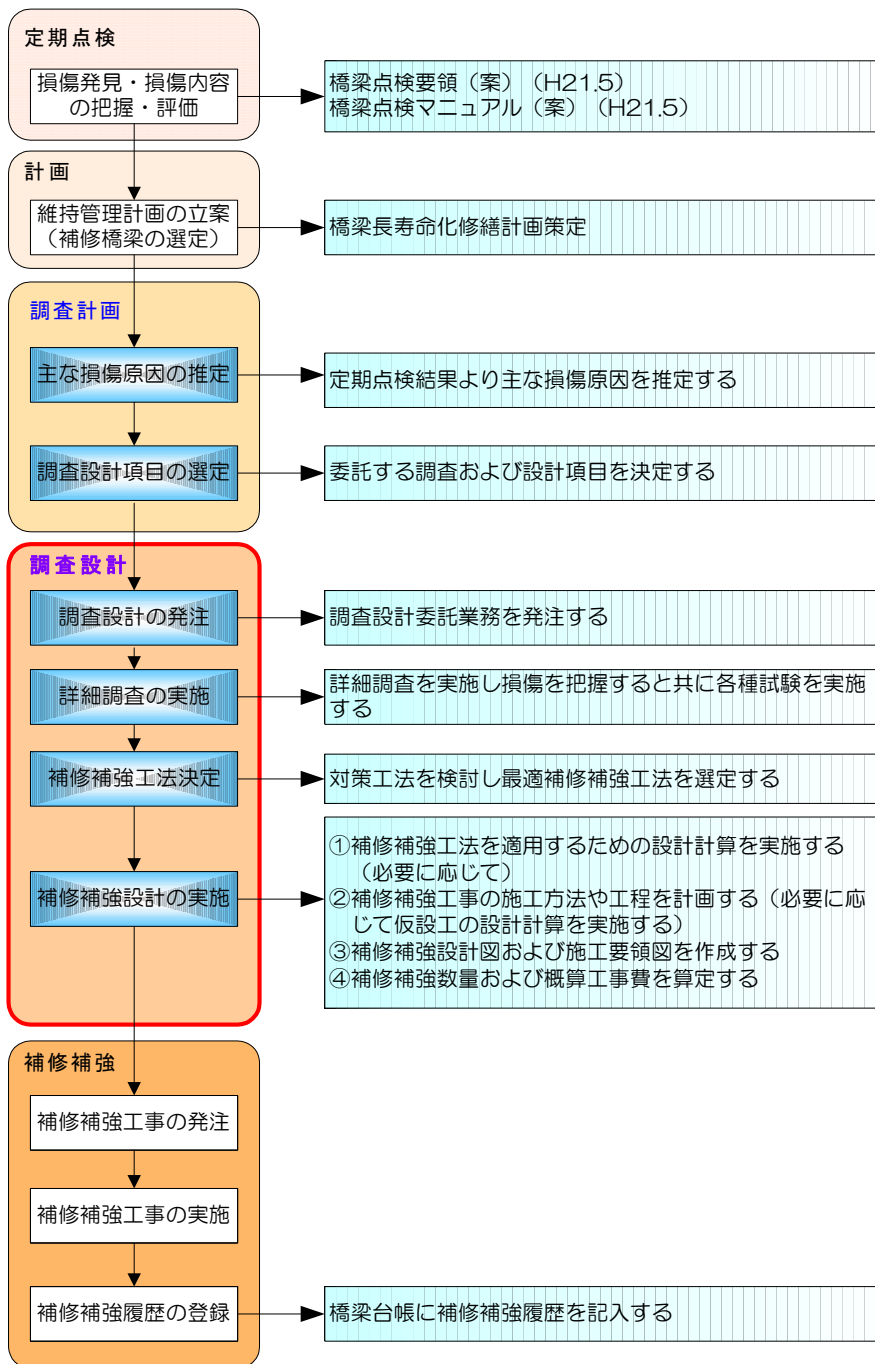 定期点検
損傷発見・損傷内容
の把握・評価
橋梁点検要領（案）（H21.5）
橋梁点検マニュアル（案）（H21.5）
計画
維持管理計画の立案
（補修橋梁の選定）
橋梁長寿命化修繕計画策定
調査計画
主な損傷原因の推定
定期点検結果より主な損傷原因を推定する
調査設計項目の選定
委託する調査および設計項目を決定する
調査設計
調査設計の発注
調査設計委託業務を発注する
詳細調査の実施
詳細調査を実施し損傷を把握すると共に各種試験を実施
する
補修補強工法決定
対策工法を検討し最適補修補強工法を選定する
補修補強設計の実施
①補修補強工法を適用するための設計計算を実施する
（必要に応じて）
②補修補強工事の施工方法や工程を計画する（必要に応
じて仮設工の設計計算を実施する）
③補修補強設計図および施工要領図を作成する
④補修補強数量および概算工事費を算定する
補修補強
補修補強工事の発注
補修補強工事の実施
補修補強履歴の登録
橋梁台帳に補修補強履歴を記入する